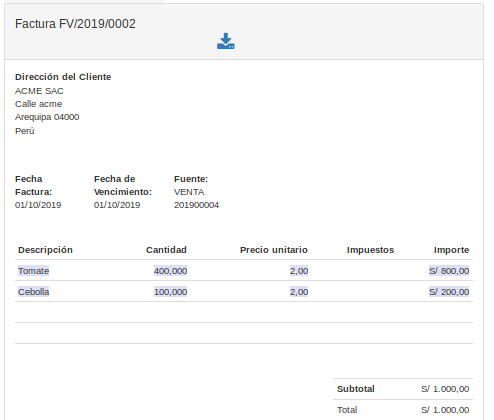 Factura FV/2019/0002
Dirección del Cliente
ACME SAC
Calle acme
Arequipa 04000
Perú
Fecha Factura: Fecha de Vencimiento: Fuente:
01/10/2019 01/10/2019 VENTA 201900004
Descripción Cantidad Precio unitario Impuestos Importe
Tomate 400,000 2,00 S/ 800,00
Cebolla 100,000 2,00 S/ 200,00
Subtotal S/ 1.000,00
Total S/ 1.000,00